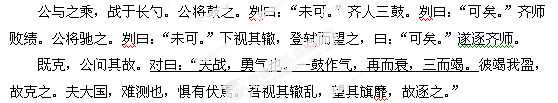 公与之乘，战于长勺。公将鼓之。刿曰：“未可。”齐人三鼓。刿曰：“可矣。”齐师
败绩。公将驰之。刿曰：“未可。”下视其辙，登轼而望之，曰：“可矣。”遂逐齐师。
既克，公问其故。对曰：“夫战，勇气也。一鼓作气，再而衰，三而竭。彼竭我盈，
故克之。夫大国，难测也，惧有伏焉。吾视其辙乱，望其旗靡，故逐之。”